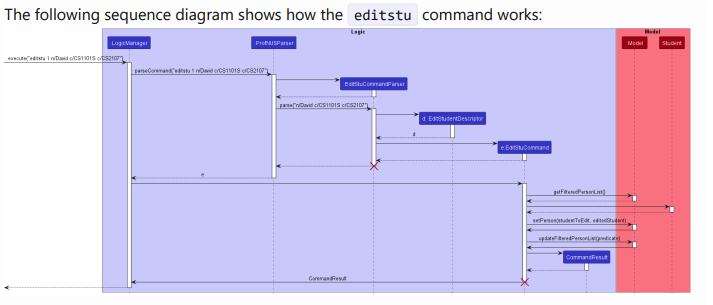 The following sequence diagram shows how the editstu command works:
Logic
Model
LogicManager
ProfNUSParser
Model
Student
execute("editstu 1 n/David c/CS1101S c/CS2107")
parseCommand("editstu 1 n/David c/CS1101S c/CS2107")
:EditStuCommandParser
parse("n/David c/CS1101S c/CS2107")
d:EditStudentDescriptor
d
e:EditStuCommand
e
getFilteredPersonList()
setPerson(studentToEdit, editedStudent)
updateFilteredPersonList(predicate)
CommandResult
CommandResult